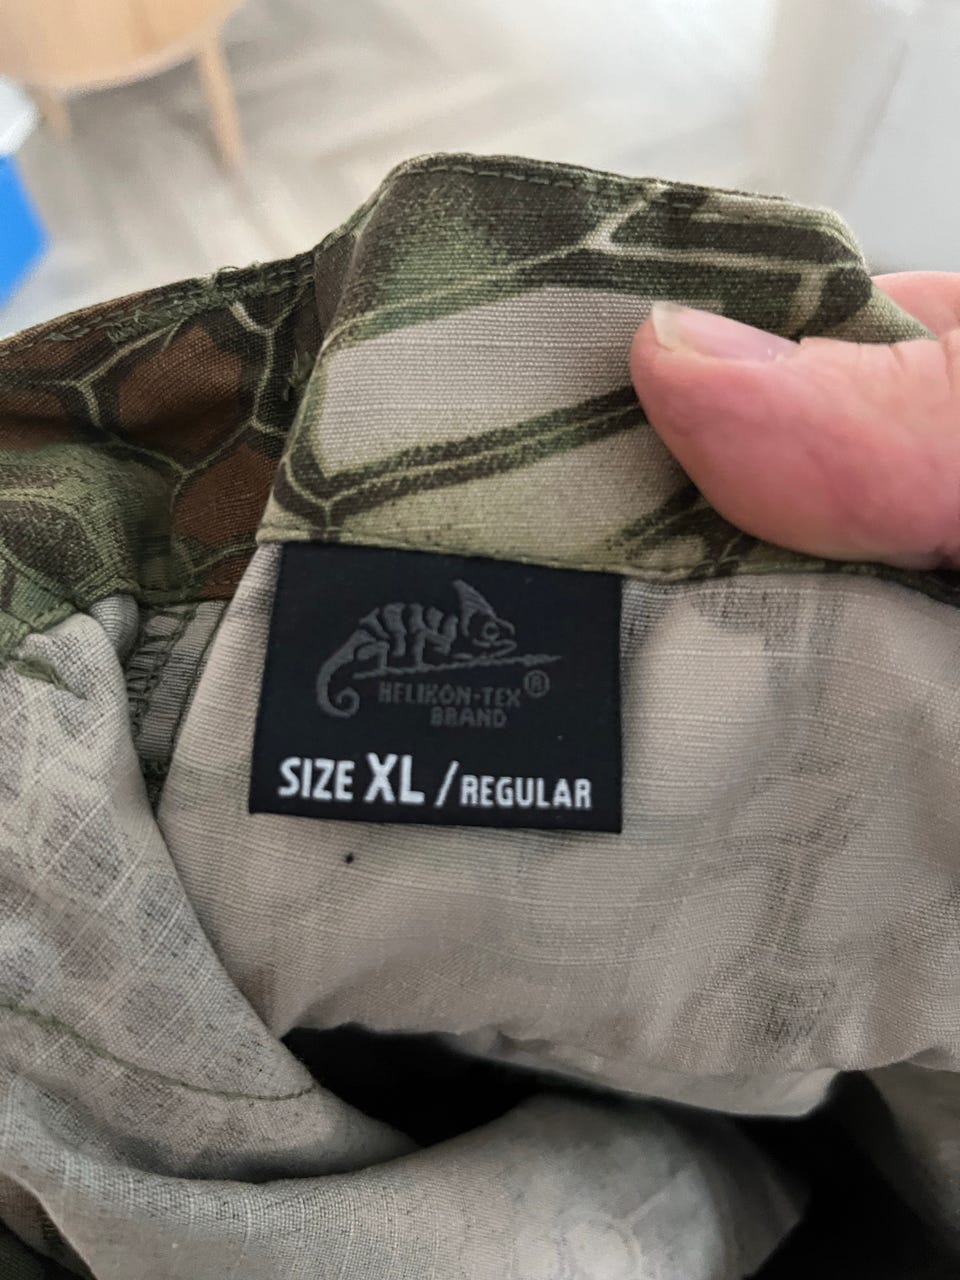 HELIKON-TEX®
BRAND
SIZE XL / REGULAR